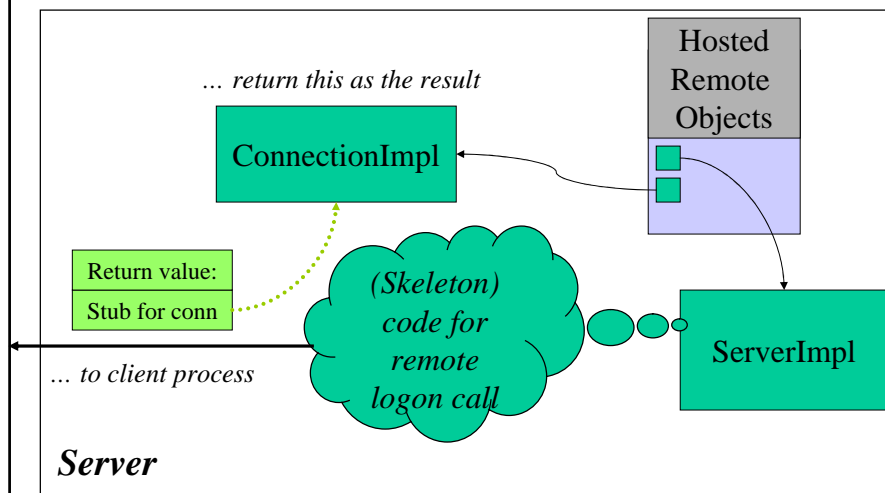 Hosted
Remote
Objects
… return this as the result
ConnectionImpl
Return value:
Stub for conn
(Skeleton)
code for
remote
logon call
ServerImpl
… to client process
Server